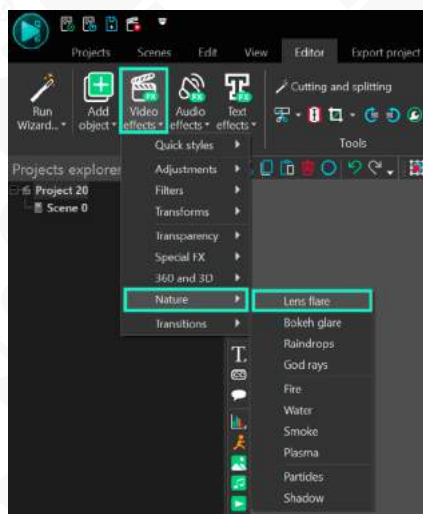 Projects Scenes Edit View Editor Export project
Run Wizard...
Add object
Video effects
Audio effects
Text effects
Cutting and splitting
Tools
Projects explorer
Project 20
Scene 0
Quick styles
Adjustments
Filters
Transforms
Transparency
Special FX
360 and 3D
Nature
Transitions
Lens flare
Bokeh glare
Raindrops
God rays
Fire
Water
Smoke
Plasma
Particles
Shadow